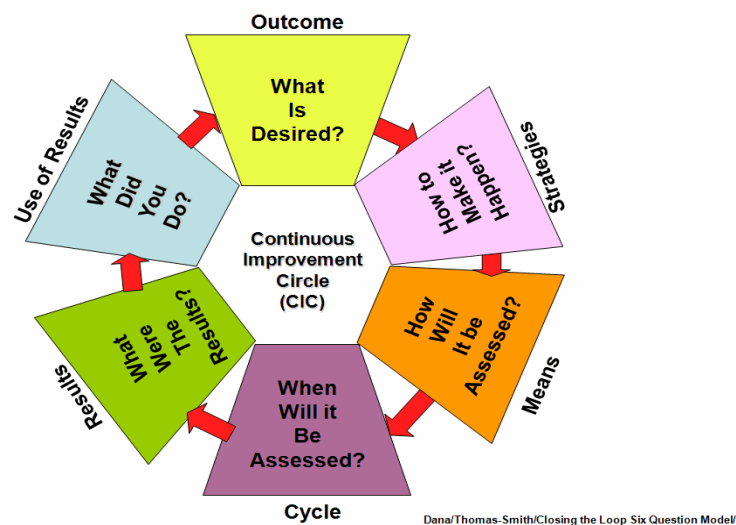 Outcome
What
Is
Desired?
Strategies
How to
Make it
Happen?
Means
How
Will
It be
Assessed?
Cycle
When
Will it
Be
Assessed?
Results
What
Were
The
Results?
Use of Results
What
Did
You
Do?
Continuous
Improvement
Circle
(CIC)
Dana/Thomas-Smith/Closing the Loop Six Question Model/